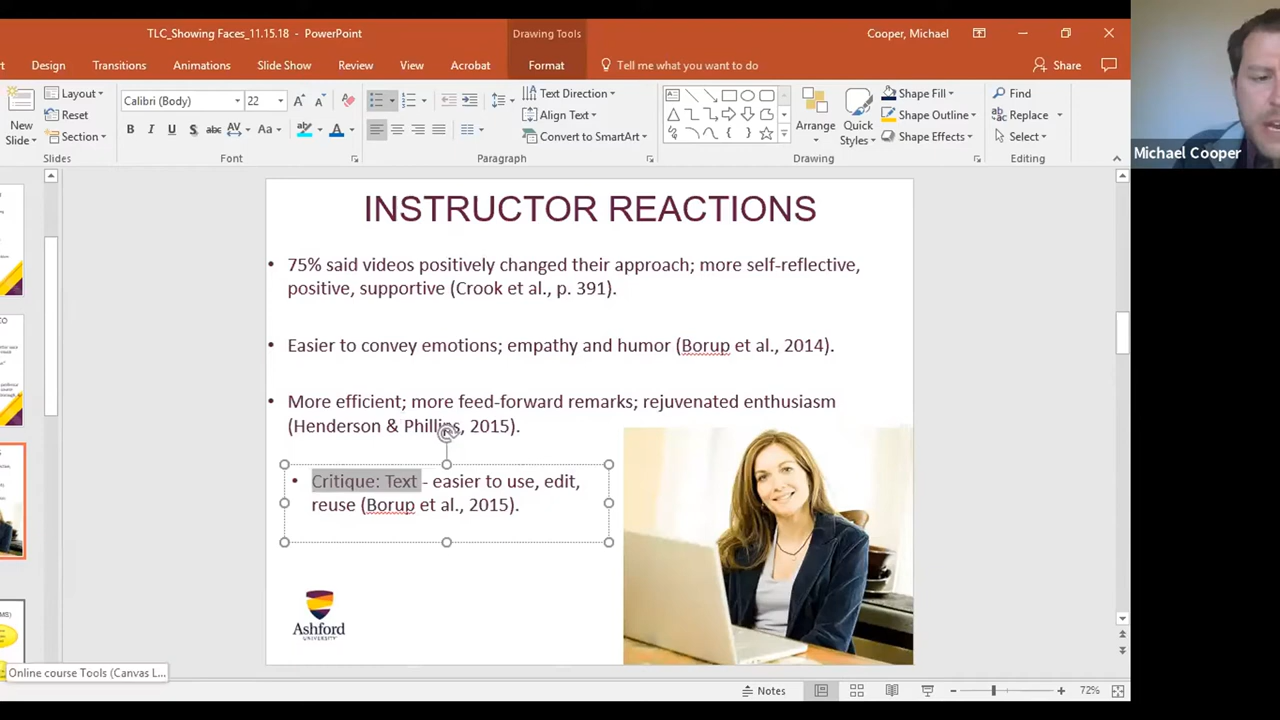 TLC_Showing Faces_11.15.18 - PowerPoint
Drawing Tools
Cooper, Michael
Design
Transitions
Animations
Slide Show
Review
View
Acrobat
Format
Tell me what you want to do
Share
New
Slide
Layout
Reset
Section
Slides
Calibri (Body)
22
B I U S abc AV Aa A
Font
Text Direction
Align Text
Convert to SmartArt
Paragraph
Arrange
Quick
Styles
Shape Fill
Shape Outline
Shape Effects
Drawing
Find
Replace
Select
Editing
Michael Cooper
INSTRUCTOR REACTIONS
• 75% said videos positively changed their approach; more self-reflective,
positive, supportive (Crook et al., p. 391).
• Easier to convey emotions; empathy and humor (Borup et al., 2014).
• More efficient; more feed-forward remarks; rejuvenated enthusiasm
(Henderson & Phillips, 2015).
• Critique: Text - easier to use, edit,
reuse (Borup et al., 2015).
Ashford
UNIVERSITY
Online course Tools (Canvas L...
Notes
72%